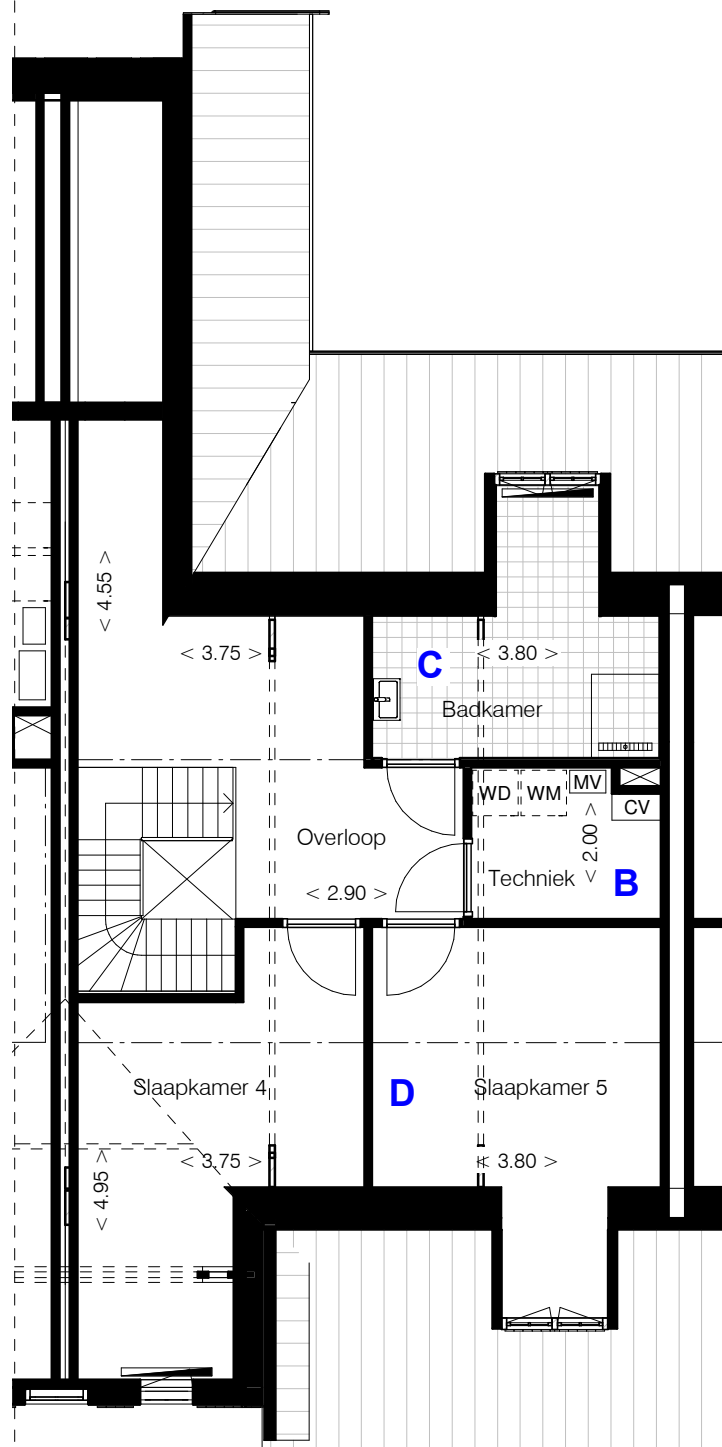 < 4.55 >
< 3.75 >
C
< 3.80 >
Badkamer
WD
WM
MV
CV
Overloop
< 2.00 >
Techniek
B
< 2.90 >
Slaapkamer 4
D
Slaapkamer 5
< 4.95 >
< 3.75 >
< 3.80 >